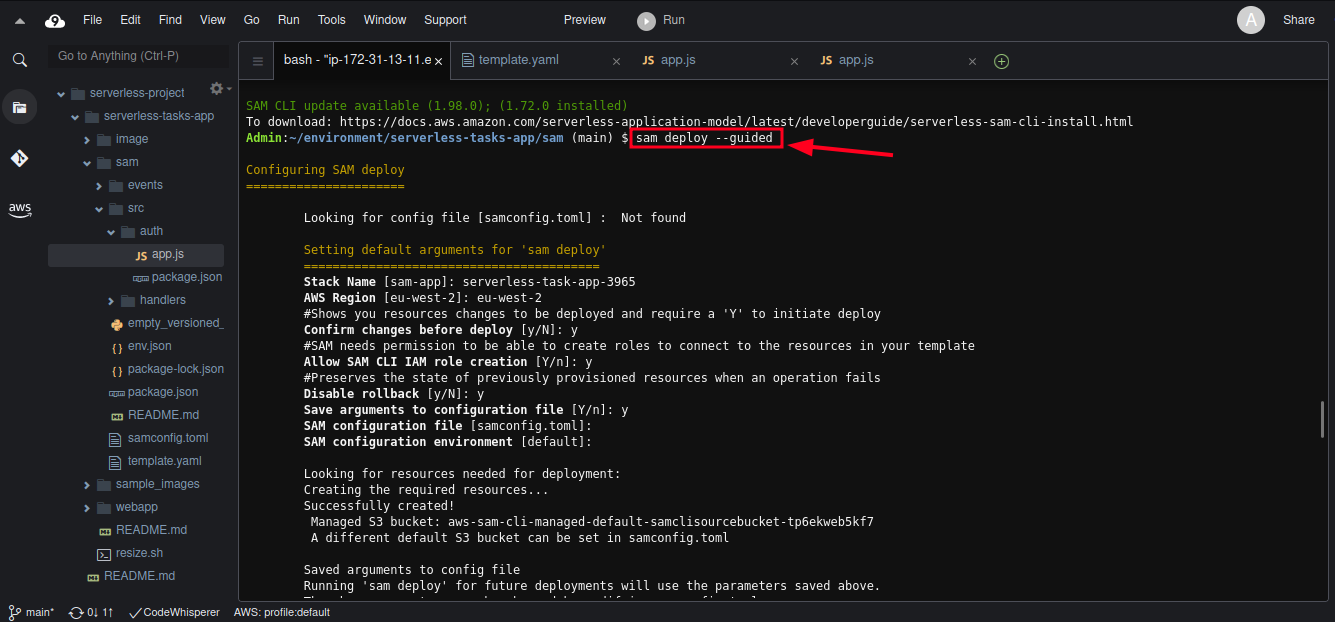 9 File Edit Find View Go Run Tools Window Support Preview Run A Share
Go to Anything (Ctrl-P)
bash - "ip-172-31-13-11.e × template.yaml × JS app.js × JS app.js ×
serverless-project
serverless-tasks-app
image
sam
events
src
auth
JS app.js
package.json
handlers
empty_versioned_
{ } env.json
{ } package-lock.json
package.json
README.md
samconfig.toml
template.yaml
sample_images
webapp
README.md
resize.sh
README.md
aws
SAM CLI update available (1.98.0); (1.72.0 installed)
To download: https://docs.aws.amazon.com/serverless-application-model/latest/developerguide/serverless-sam-cli-install.html
Admin:~/environment/serverless-tasks-app/sam (main) $ sam deploy --guided
Configuring SAM deploy
======================
Looking for config file [samconfig.toml] :  Not found
Setting default arguments for 'sam deploy'
=========================================
Stack Name [sam-app]: serverless-task-app-3965
AWS Region [eu-west-2]: eu-west-2
#Shows you resources changes to be deployed and require a 'Y' to initiate deploy
Confirm changes before deploy [y/N]: y
#SAM needs permission to be able to create roles to connect to the resources in your template
Allow SAM CLI IAM role creation [Y/n]: y
#Preserves the state of previously provisioned resources when an operation fails
Disable rollback [y/N]: y
Save arguments to configuration file [Y/n]: y
SAM configuration file [samconfig.toml]:
SAM configuration environment [default]:
Looking for resources needed for deployment:
Creating the required resources...
Successfully created!
Managed S3 bucket: aws-sam-cli-managed-default-samclisourcebucket-tp6ekweb5kf7
A different default S3 bucket can be set in samconfig.toml
Saved arguments to config file
Running 'sam deploy' for future deployments will use the parameters saved above.
main* 0↓ 1↑ CodeWhisperer AWS: profile:default